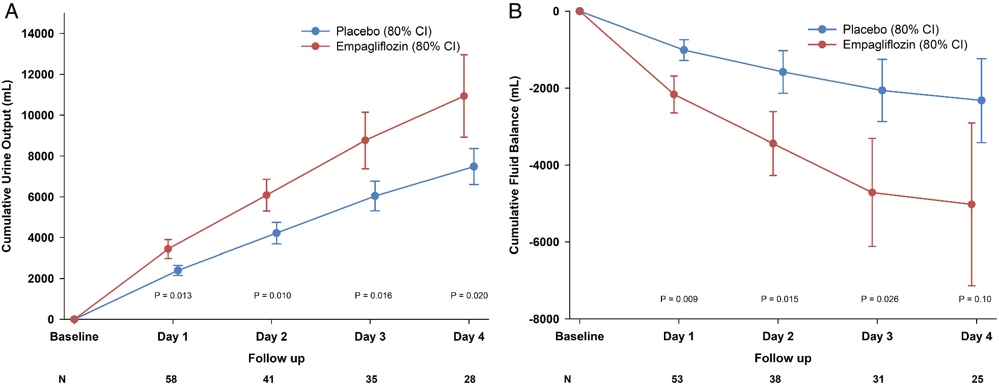 A
Placebo (80% CI)
Empagliflozin (80% CI)
Cumulative Urine Output (mL)
14000
12000
10000
8000
6000
4000
2000
0
P = 0.013 P = 0.010 P = 0.016 P = 0.020
Baseline Day 1 Day 2 Day 3 Day 4
Follow up
N 58 41 35 28
B
Placebo (80% CI)
Empagliflozin (80% CI)
Cumulative Fluid Balance (mL)
0
-2000
-4000
-6000
-8000
P = 0.009 P = 0.015 P = 0.026 P = 0.10
Baseline Day 1 Day 2 Day 3 Day 4
Follow up
N 53 38 31 25